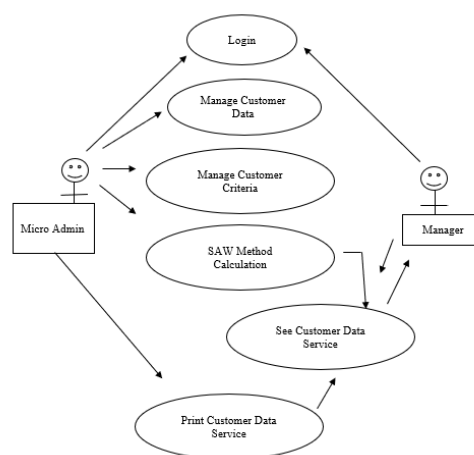 Login
Manage Customer
Data
Manage Customer
Criteria
Micro Admin
Manager
SAW Method
Calculation
See Customer Data
Service
Print Customer Data
Service